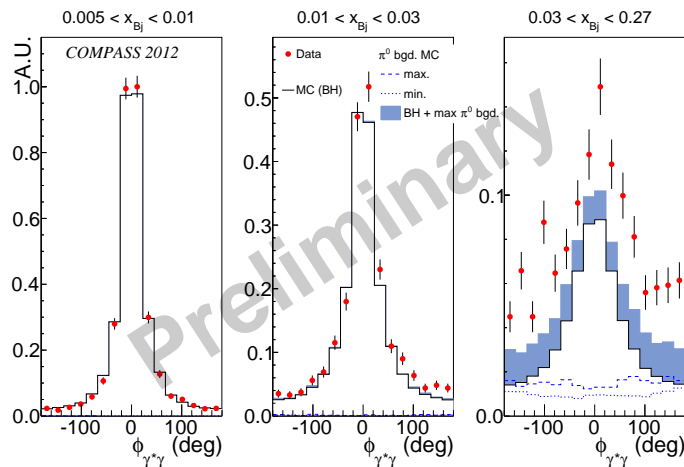 0.005 < x_Bj < 0.01
0.01 < x_Bj < 0.03
0.03 < x_Bj < 0.27
A.U.
COMPASS 2012
Data
MC (BH)
π⁰ bgd. MC
max.
min.
BH + max π⁰ bgd.
Preliminary
1.0
0.8
0.6
0.4
0.2
0.0
0.5
0.4
0.3
0.2
0.1
0.0
0.1
0.0
-100 0 100
-100 0 100
-100 0 100
ϕ_γ*γ (deg)
ϕ_γ*γ (deg)
ϕ_γ*γ (deg)